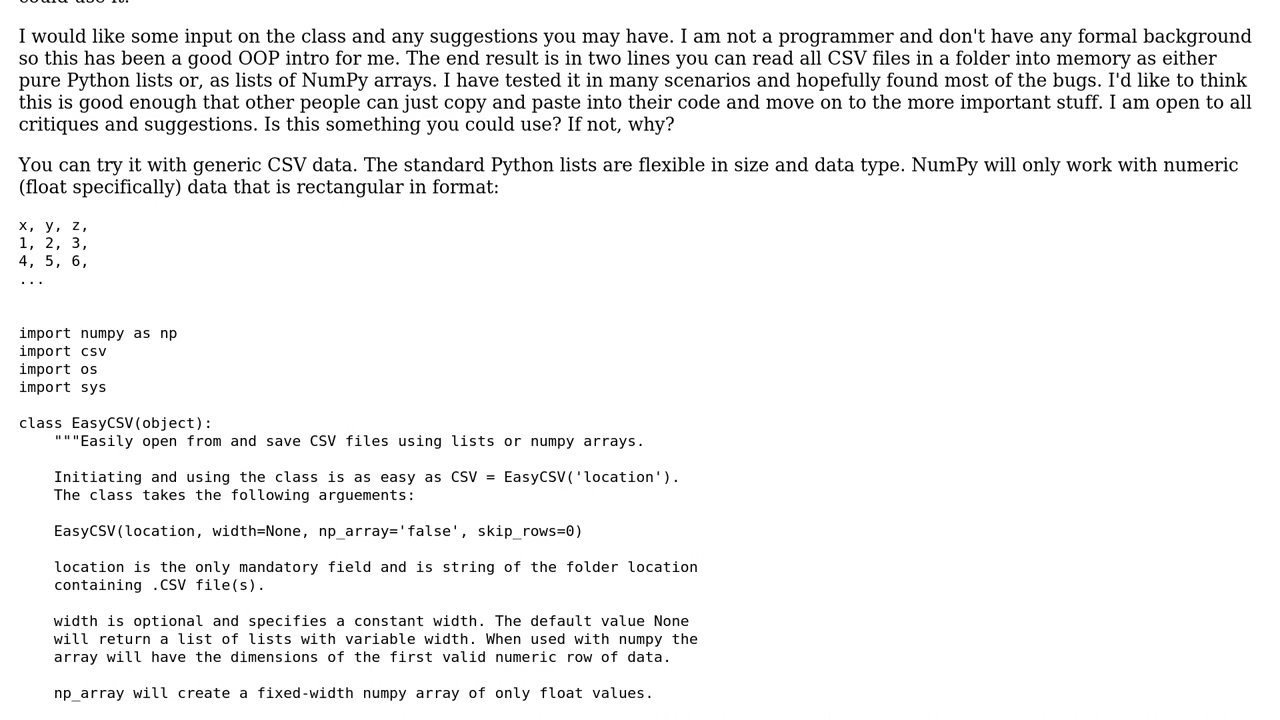 could use it.
I would like some input on the class and any suggestions you may have. I am not a programmer and don't have any formal background
so this has been a good OOP intro for me. The end result is in two lines you can read all CSV files in a folder into memory as either
pure Python lists or, as lists of NumPy arrays. I have tested it in many scenarios and hopefully found most of the bugs. I'd like to think
this is good enough that other people can just copy and paste into their code and move on to the more important stuff. I am open to all
critiques and suggestions. Is this something you could use? If not, why?
You can try it with generic CSV data. The standard Python lists are flexible in size and data type. NumPy will only work with numeric
(float specifically) data that is rectangular in format:
x, y, z,
1, 2, 3,
4, 5, 6,
...
import numpy as np
import csv
import os
import sys
class EasyCSV(object):
    """Easily open from and save CSV files using lists or numpy arrays.
    Initiating and using the class is as easy as CSV = EasyCSV('location').
    The class takes the following arguements:
    EasyCSV(location, width=None, np_array='false', skip_rows=0)
    location is the only mandatory field and is string of the folder location
    containing .CSV file(s).
    width is optional and specifies a constant width. The default value None
    will return a list of lists with variable width. When used with numpy the
    array will have the dimensions of the first valid numeric row of data.
    np_array will create a fixed-width numpy array of only float values.